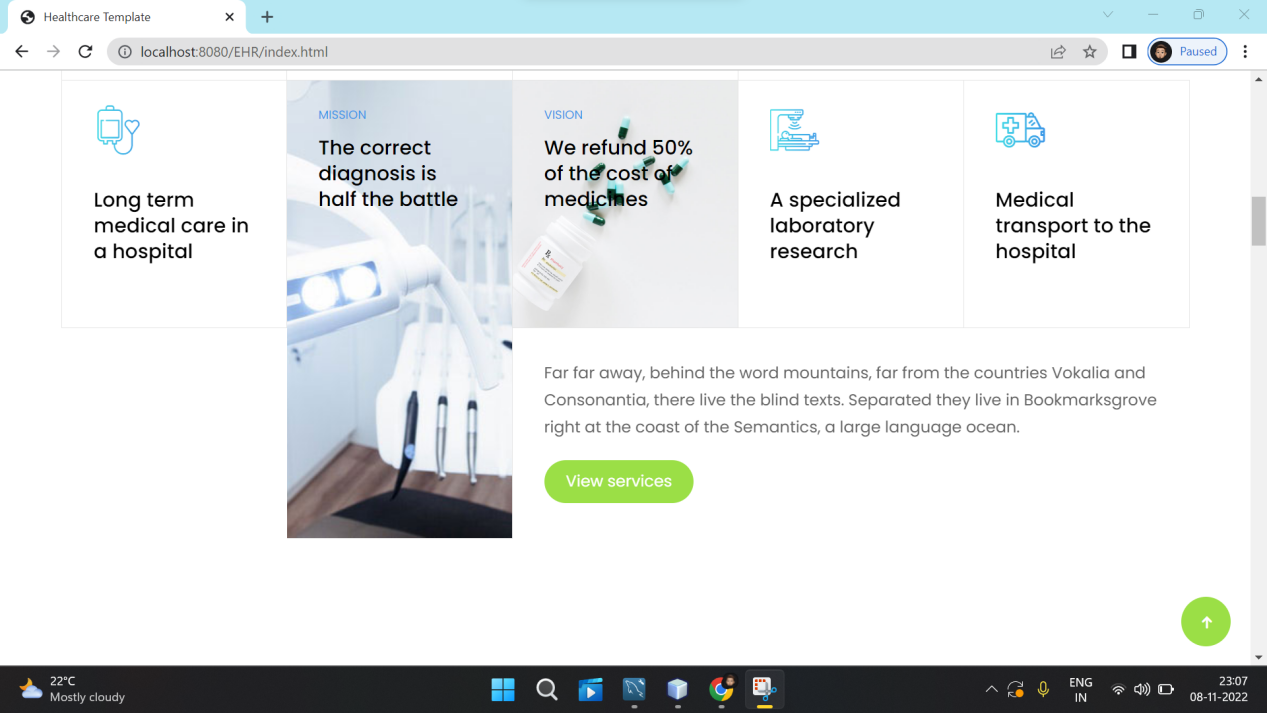 Healthcare Template
localhost:8080/EHR/index.html
Paused
Long term
medical care in
a hospital
MISSION
The correct
diagnosis is
half the battle
VISION
We refund 50%
of the cost of
medicines
A specialized
laboratory
research
Medical
transport to the
hospital
Far far away, behind the word mountains, far from the countries Vokalia and
Consonantia, there live the blind texts. Separated they live in Bookmarksgrove
right at the coast of the Semantics, a large language ocean.
View services
22°C
Mostly cloudy
ENG
IN
23:07
08-11-2022